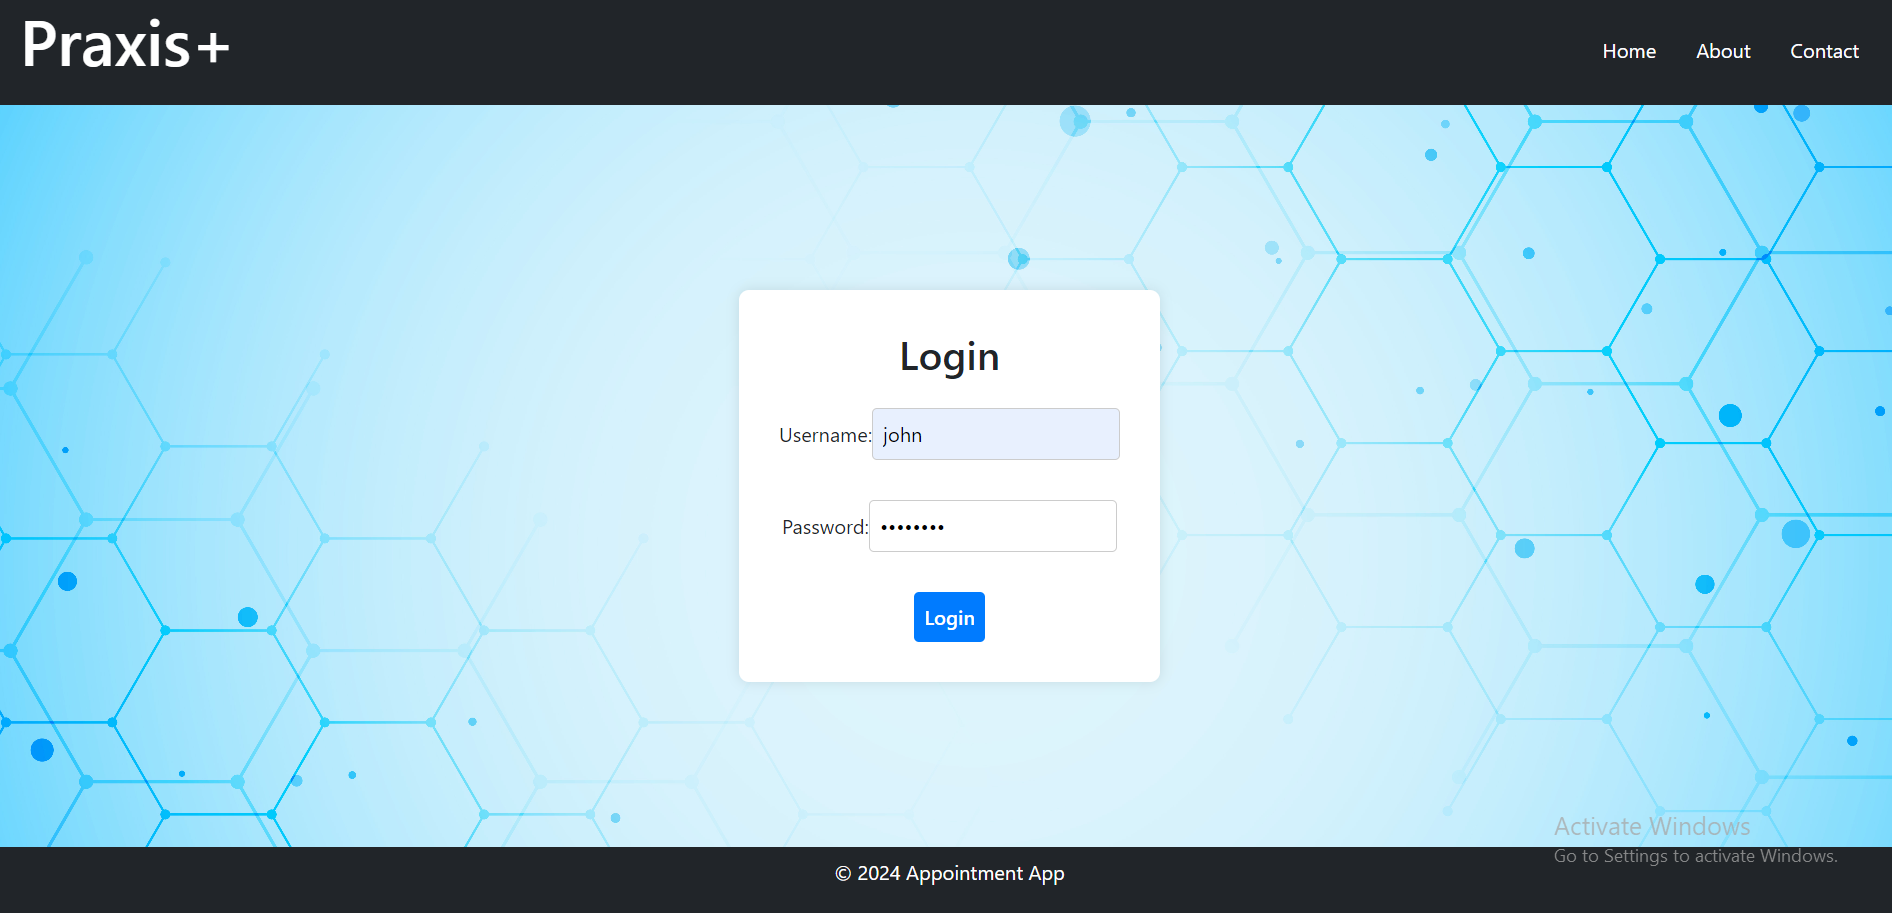 Praxis+
Home About Contact
Login
Username: john
Password: ••••••••
Login
Activate Windows
Go to Settings to activate Windows.
© 2024 Appointment App